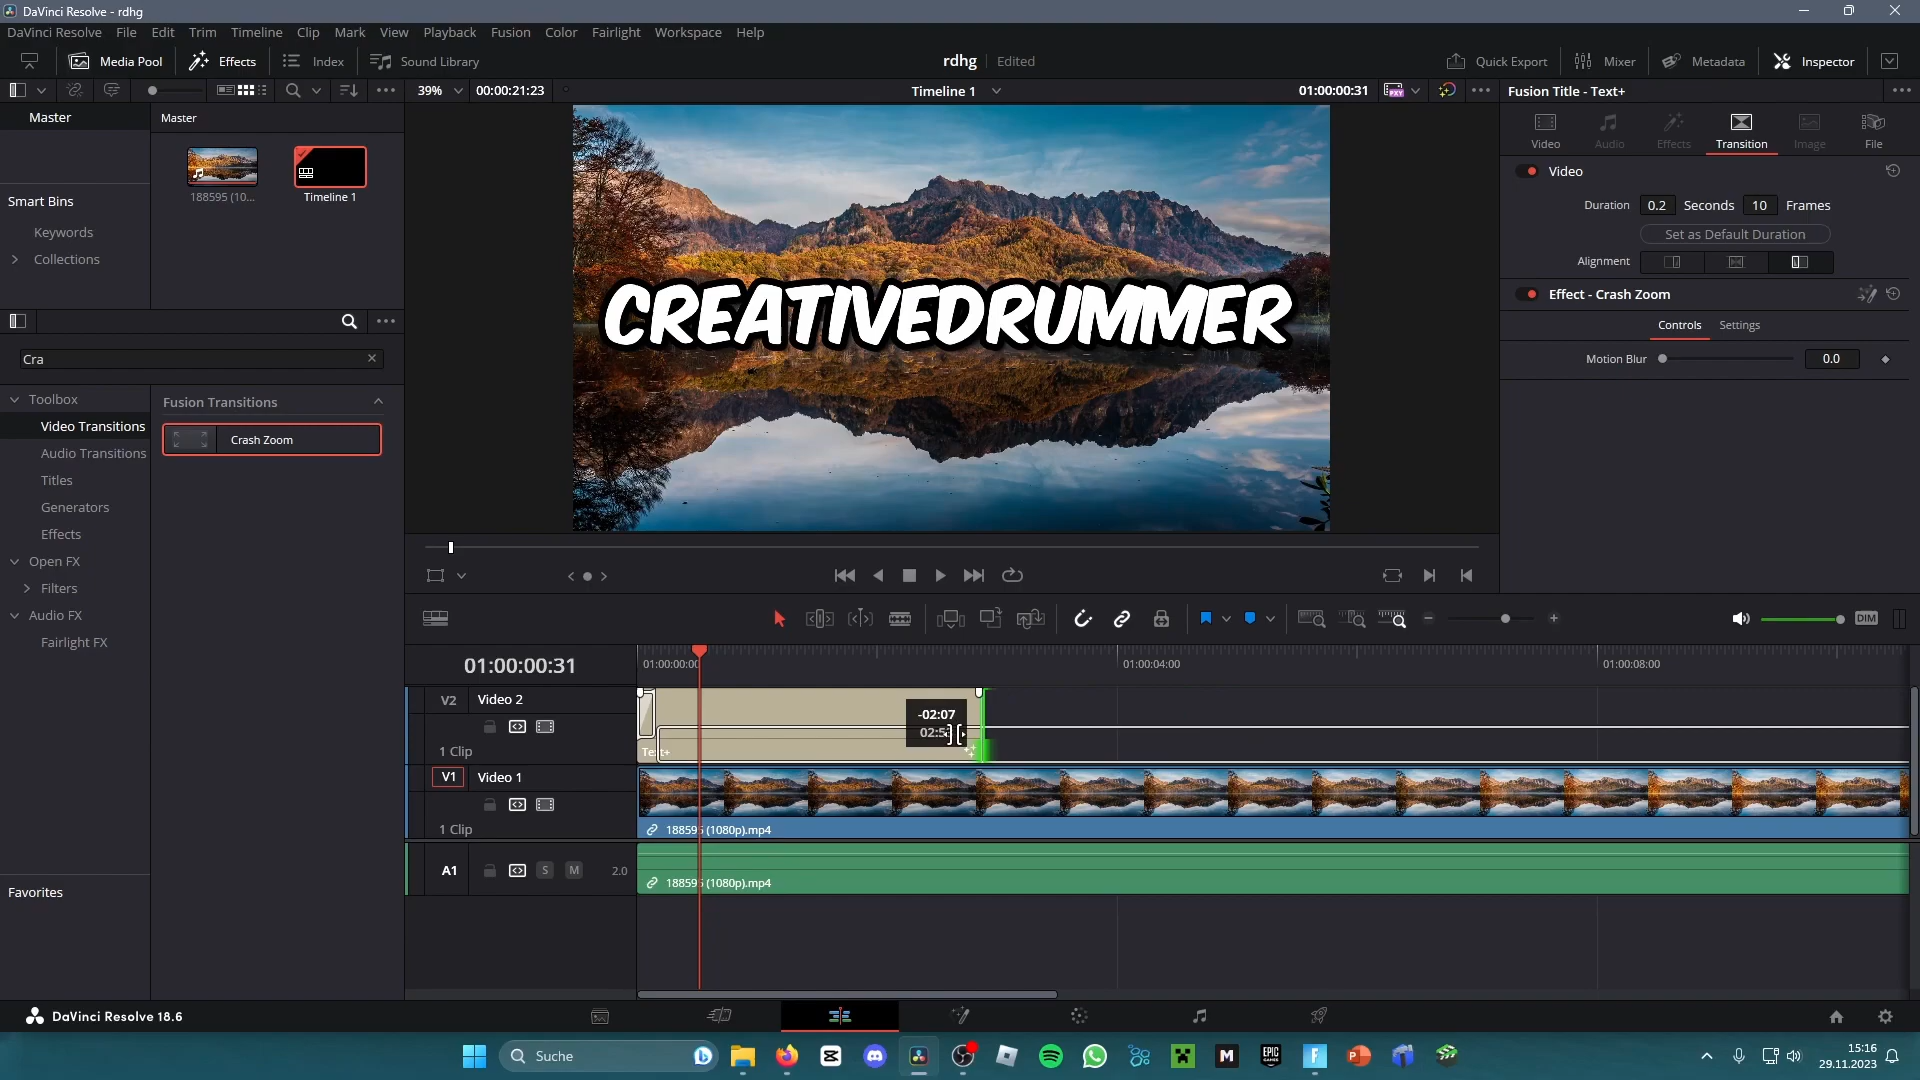 DaVinci Resolve - rdhg
DaVinci Resolve File Edit Trim Timeline Clip Mark View Playback Fusion Color Fairlight Workspace Help
Media Pool Effects Index Sound Library rdhg Edited Quick Export Mixer Metadata Inspector
39% 00:00:21:23 Timeline 1 01:00:00:31 Fusion Title - Text+
Master Master
188595 (10... Timeline 1
Smart Bins
Keywords
Collections
Cra
Toolbox
Video Transitions
Audio Transitions
Titles
Generators
Effects
Open FX
Filters
Audio FX
Fairlight FX
Favorites
Fusion Transitions
Crash Zoom
CREATIVEDRUMMER
Video Audio Effects Transition Image File
Video
Duration 0.2 Seconds 10 Frames
Set as Default Duration
Alignment
Effect - Crash Zoom
Controls Settings
Motion Blur 0.0
DIM
01:00:00:31 01:00:00:00 01:00:04:00 01:00:08:00
V2 Video 2
-02:07
1 Clip Text+
V1 Video 1
1 Clip 188595 (1080p).mp4
A1 S M 2.0
188595 (1080p).mp4
DaVinci Resolve 18.6
Suche
15:16
29.11.2023